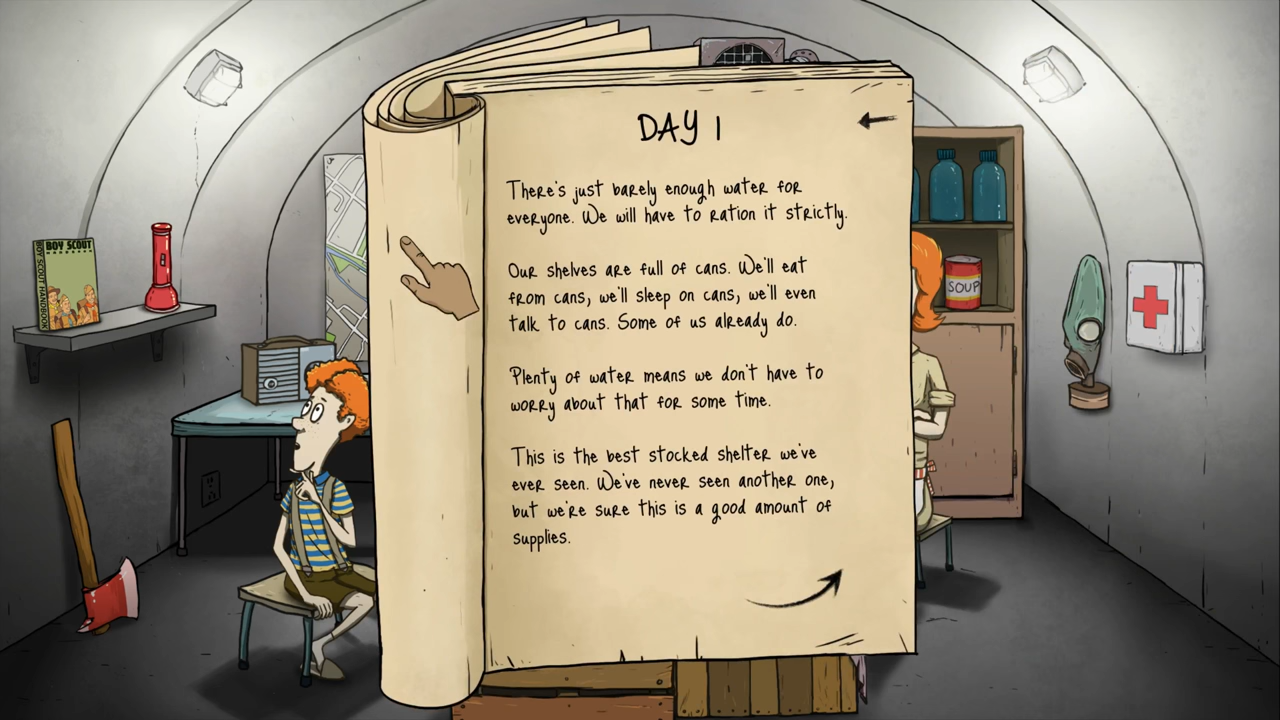 DAY 1
There's just barely enough water for
everyone. We will have to ration it strictly.
Our shelves are full of cans. We'll eat
from cans, we'll sleep on cans, we'll even
talk to cans. Some of us already do.
Plenty of water means we don't have to
worry about that for some time.
This is the best stocked shelter we've
ever seen. We've never seen another one,
but we're sure this is a good amount of
supplies.
BOY SCOUT
BOY SCOUT HANDBOOK
SOUP